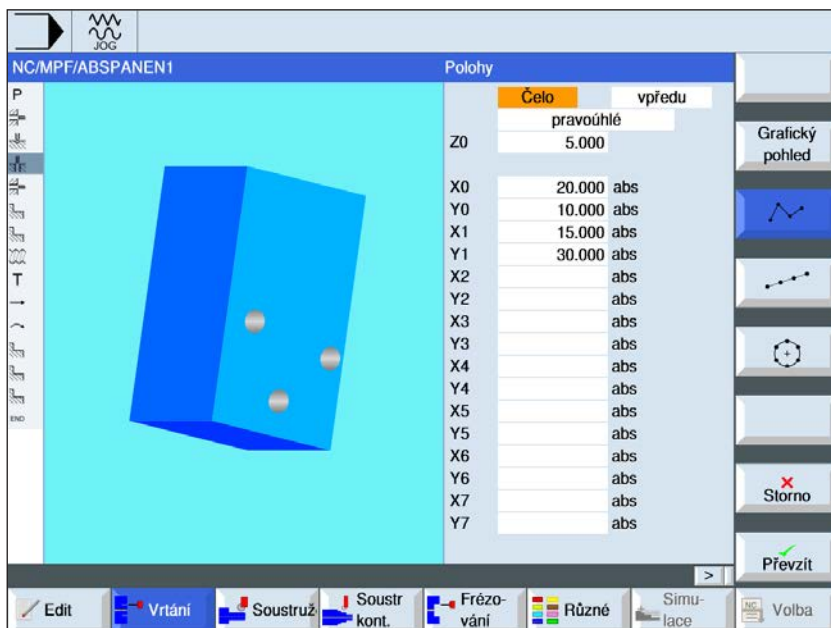 JOG
NC/MPF/ABSPANEN1
Polohy
P
T
END
Čelo vpředu
pravoúhlé
Z0 5.000
X0 20.000 abs
Y0 10.000 abs
X1 15.000 abs
Y1 30.000 abs
X2 abs
Y2 abs
X3 abs
Y3 abs
X4 abs
Y4 abs
X5 abs
Y5 abs
X6 abs
Y6 abs
X7 abs
Y7 abs
>
Grafický
pohled
Storno
Převzít
Edit
Vrtání
Soustruž
Soustr
kont.
Frézo-
vání
Různé
Simu-
lace
NC
Volba